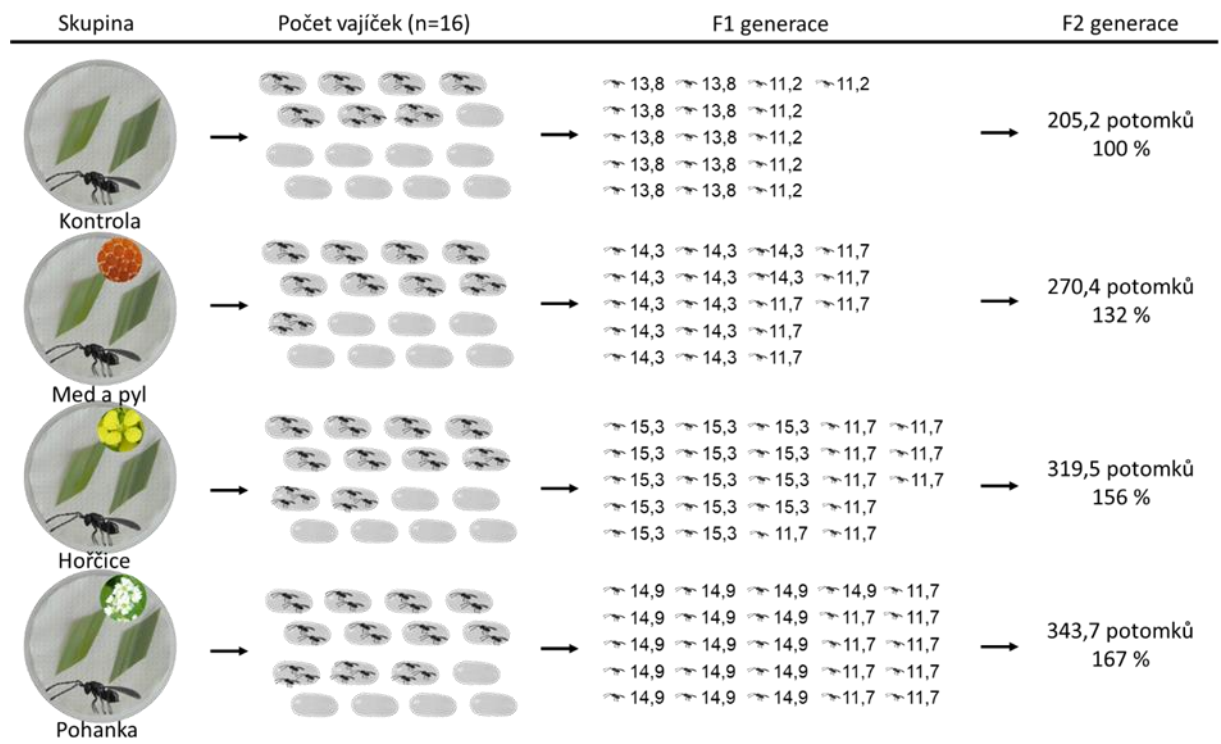 Skupina Počet vajíček (n=16) F1 generace F2 generace
13,8 13,8 11,2 11,2
13,8 13,8 11,2
13,8 13,8 11,2
13,8 13,8 11,2
13,8 13,8 11,2
205,2 potomků
100 %
Kontrola
14,3 14,3 14,3 11,7
14,3 14,3 14,3 11,7
14,3 14,3 11,7 11,7
14,3 14,3 11,7
14,3 14,3 11,7
270,4 potomků
132 %
Med a pyl
15,3 15,3 15,3 11,7 11,7
15,3 15,3 15,3 11,7 11,7
15,3 15,3 15,3 11,7 11,7
15,3 15,3 15,3 11,7
15,3 15,3 11,7 11,7
319,5 potomků
156 %
Hořčice
14,9 14,9 14,9 14,9 11,7
14,9 14,9 14,9 11,7 11,7
14,9 14,9 14,9 11,7 11,7
14,9 14,9 14,9 11,7 11,7
14,9 14,9 14,9 11,7 11,7
343,7 potomků
167 %
Pohanka